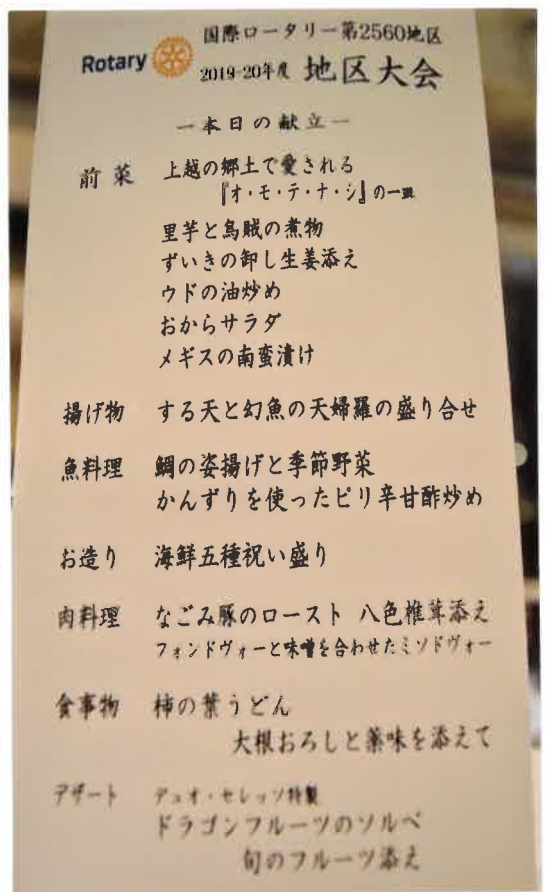 Rotary
国際ロータリー第2560地区
2019-20年度 地区大会
ー本日の献立ー
前菜 上越の郷土で愛される
『オ・モ・テ・ナ・シ』の一皿
里芋と烏賊の煮物
ずいきの卸し生姜添え
ウドの油炒め
おからサラダ
メギスの南蛮漬け
揚げ物 する天と幻魚の天婦羅の盛り合せ
魚料理 鯛の姿揚げと季節野菜
かんずりを使ったピリ辛甘酢炒め
お造り 海鮮五種祝い盛り
肉料理 なごみ豚のロースト 八色椎茸添え
フォンドヴォーと味噌を合わせたミソドヴォー
食事物 柿の葉うどん
大根おろしと薬味を添えて
デザート デュオ・セレッソ特製
ドラゴンフルーツのソルベ
旬のフルーツ添え